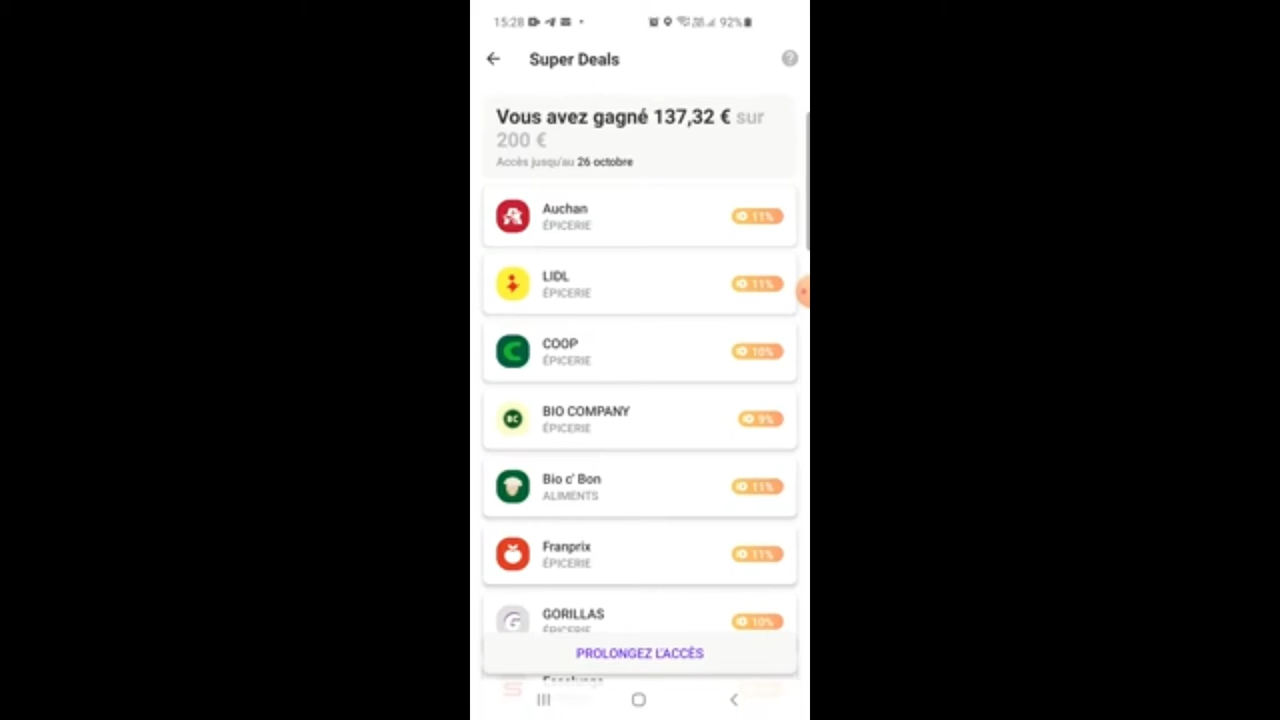 15:28
92%
Super Deals
?
Vous avez gagné 137,32 € sur
200 €
Accès jusqu'au 26 octobre
Auchan
ÉPICERIE
11%
LIDL
ÉPICERIE
11%
COOP
ÉPICERIE
10%
BIO COMPANY
ÉPICERIE
BC
9%
Bio c' Bon
ALIMENTS
11%
Franprix
ÉPICERIE
11%
GORILLAS
ÉPICERIE
10%
PROLONGEZ L'ACCÈS